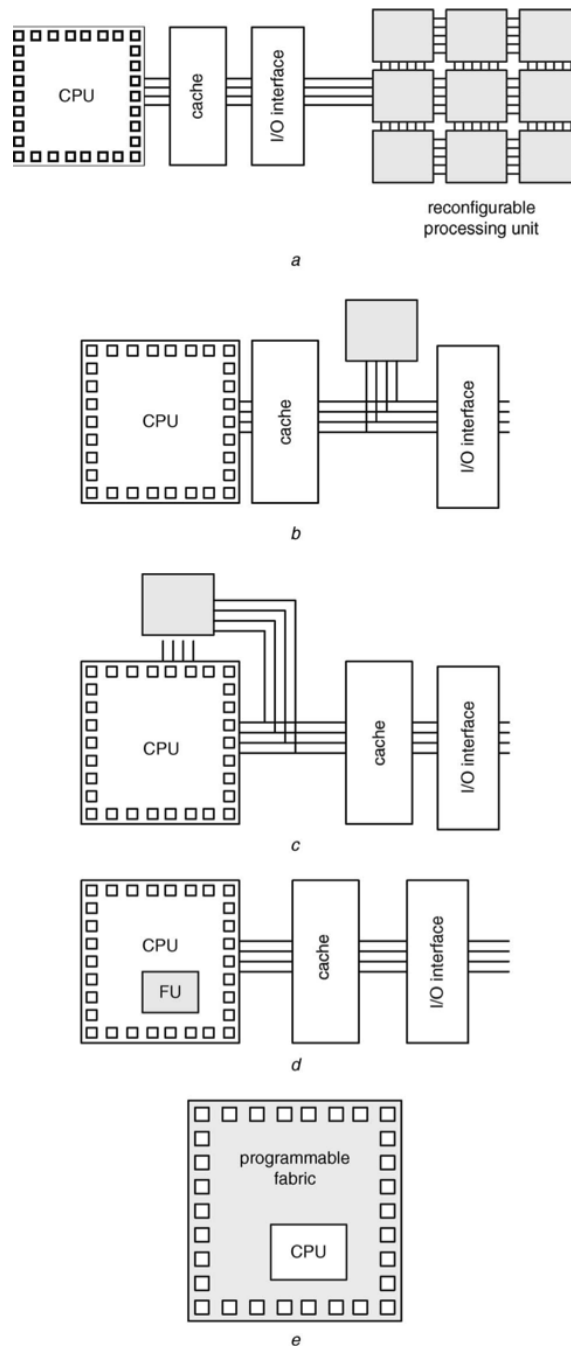 CPU
cache
I/O interface
reconfigurable
processing unit
a
CPU
cache
I/O interface
b
CPU
cache
I/O interface
c
CPU
FU
cache
I/O interface
d
programmable
fabric
CPU
e